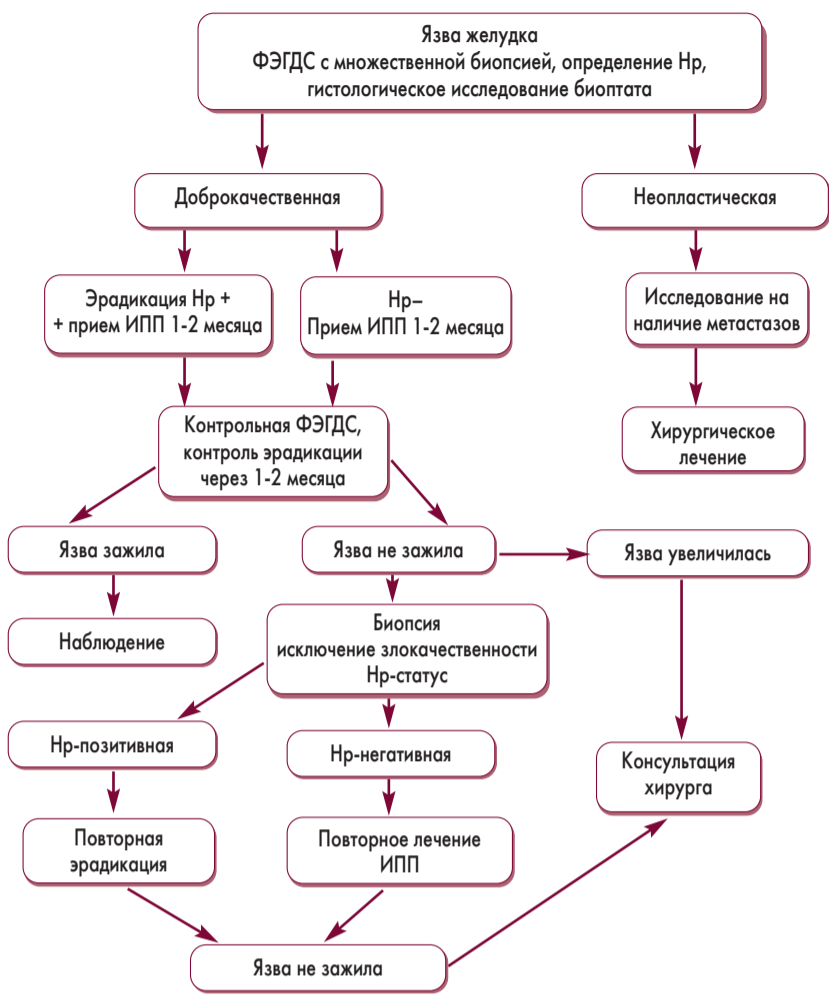 Язва желудка
ФЭГДС с множественной биопсией, определение Нр,
гистологическое исследование биоптата
Доброкачественная
Неопластическая
Эрадикация Нр +
+ прием ИПП 1-2 месяца
Нр–
Прием ИПП 1-2 месяца
Исследование на
наличие метастазов
Контрольная ФЭГДС,
контроль эрадикации
через 1-2 месяца
Хирургическое
лечение
Язва зажила
Язва не зажила
Язва увеличилась
Наблюдение
Биопсия
исключение злокачественности
Нр-статус
Нр-позитивная
Нр-негативная
Консультация
хирурга
Повторная
эрадикация
Повторное лечение
ИПП
Язва не зажила